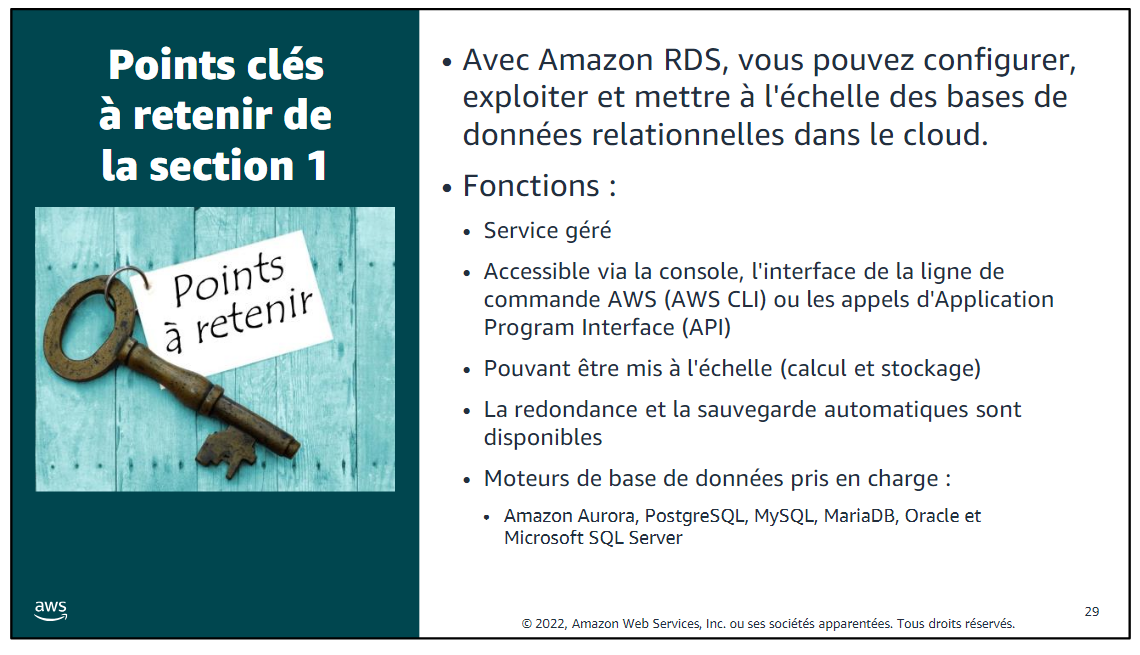 Points clés
à retenir de
la section 1
Points
à retenir
aws
• Avec Amazon RDS, vous pouvez configurer,
exploiter et mettre à l'échelle des bases de
données relationnelles dans le cloud.
• Fonctions :
• Service géré
• Accessible via la console, l'interface de la ligne de
commande AWS (AWS CLI) ou les appels d'Application
Program Interface (API)
• Pouvant être mis à l'échelle (calcul et stockage)
• La redondance et la sauvegarde automatiques sont
disponibles
• Moteurs de base de données pris en charge :
• Amazon Aurora, PostgreSQL, MySQL, MariaDB, Oracle et
Microsoft SQL Server
© 2022, Amazon Web Services, Inc. ou ses sociétés apparentées. Tous droits réservés.
29